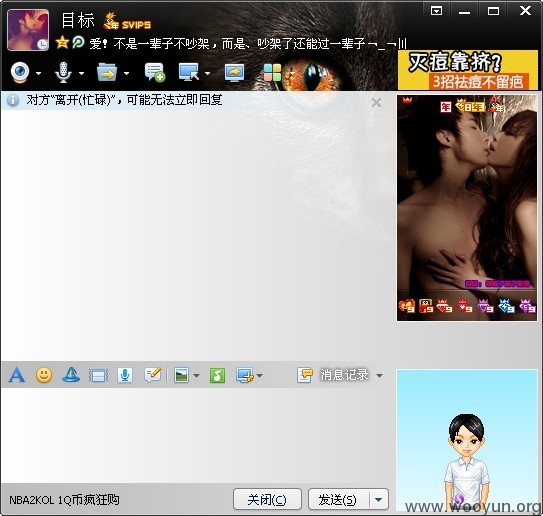 目标 年 SVIP5
爱！不是一辈子不吵架，而是、吵架了还能过一辈子¬_¬||
灭痘靠挤？
3招祛痘不留疤
对方“离开(忙碌)”，可能无法立即回复
消息记录
NBA2KOL 1Q币疯狂购
关闭(C)
发送(S)
www.wooyun.org